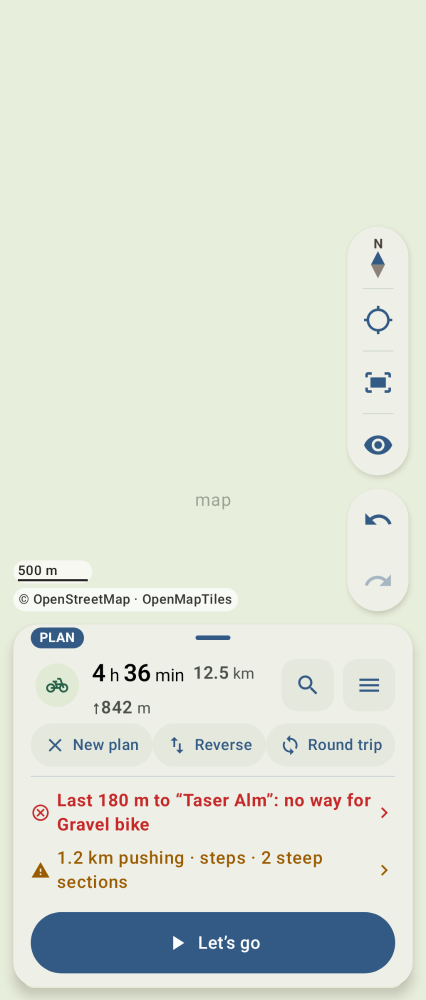 N
map
500 m
© OpenStreetMap · OpenMapTiles
PLAN
4 h 36 min 12.5 km
↑842 m
New plan Reverse Round trip
Last 180 m to “Taser Alm”: no way for
Gravel bike
1.2 km pushing · steps · 2 steep
sections
Let’s go